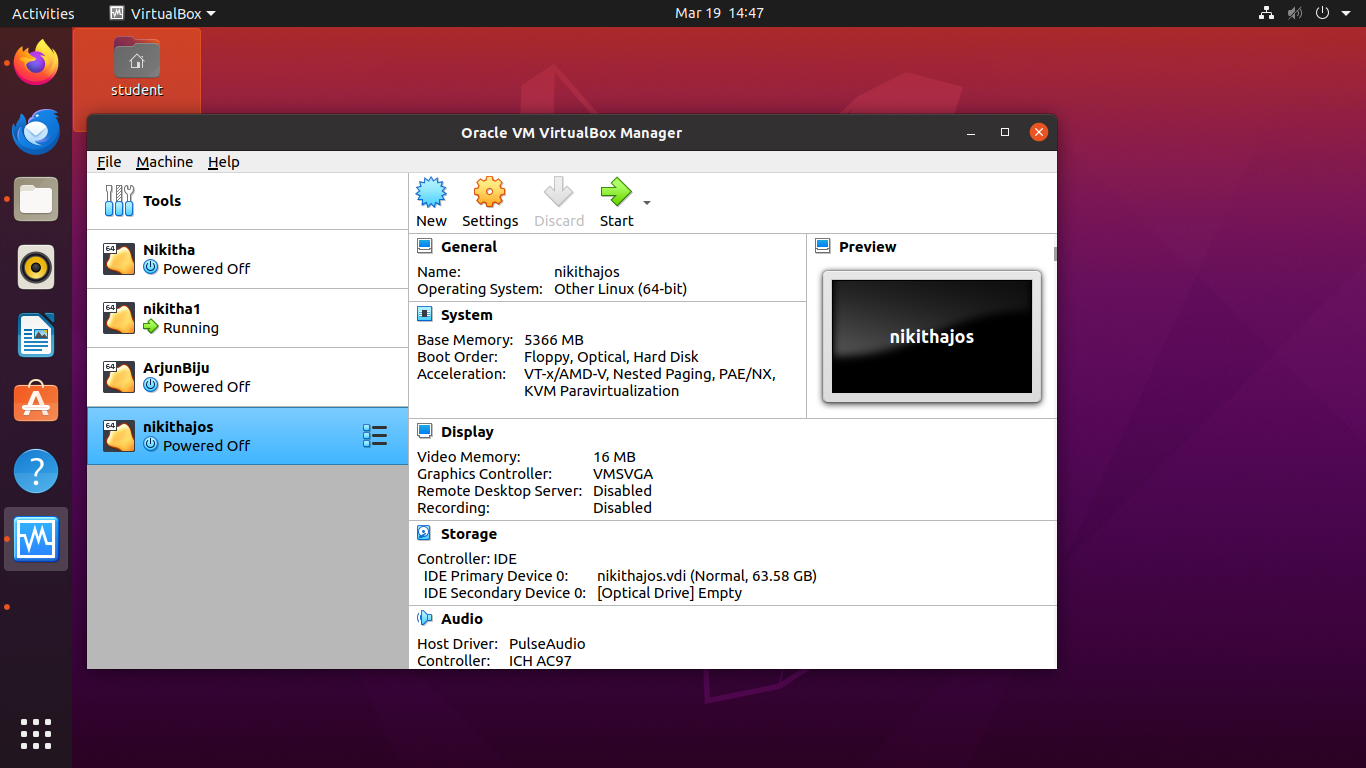 Activities
VirtualBox
Mar 19 14:47
student
Oracle VM VirtualBox Manager
File Machine Help
Tools
64
Nikitha
Powered Off
64
nikitha1
Running
64
ArjunBiju
Powered Off
64
nikithajos
Powered Off
New Settings Discard Start
General
Name: nikithajos
Operating System: Other Linux (64-bit)
System
Base Memory: 5366 MB
Boot Order: Floppy, Optical, Hard Disk
Acceleration: VT-x/AMD-V, Nested Paging, PAE/NX,
KVM Paravirtualization
Preview
nikithajos
Display
Video Memory: 16 MB
Graphics Controller: VMSVGA
Remote Desktop Server: Disabled
Recording: Disabled
Storage
Controller: IDE
IDE Primary Device 0: nikithajos.vdi (Normal, 63.58 GB)
IDE Secondary Device 0: [Optical Drive] Empty
Audio
Host Driver: PulseAudio
Controller: ICH AC97